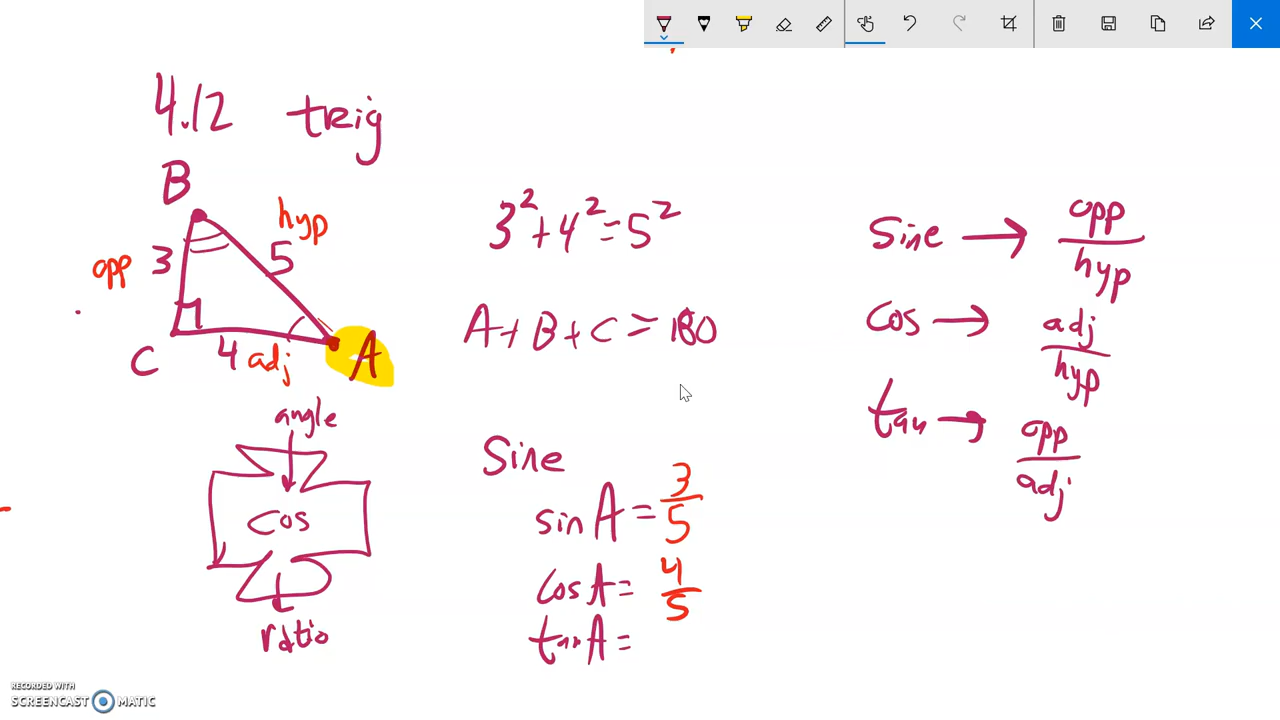 4.12 trig
B
hyp
3
5
opp
C
4
adj
A
3² + 4² = 5²
A + B + C = 180
angle
cos
ratio
Sine
sin A = 3/5
cos A = 4/5
tan A =
Sine → opp/hyp
Cos → adj/hyp
tan → opp/adj
RECORDED WITH
SCREENCAST MATIC